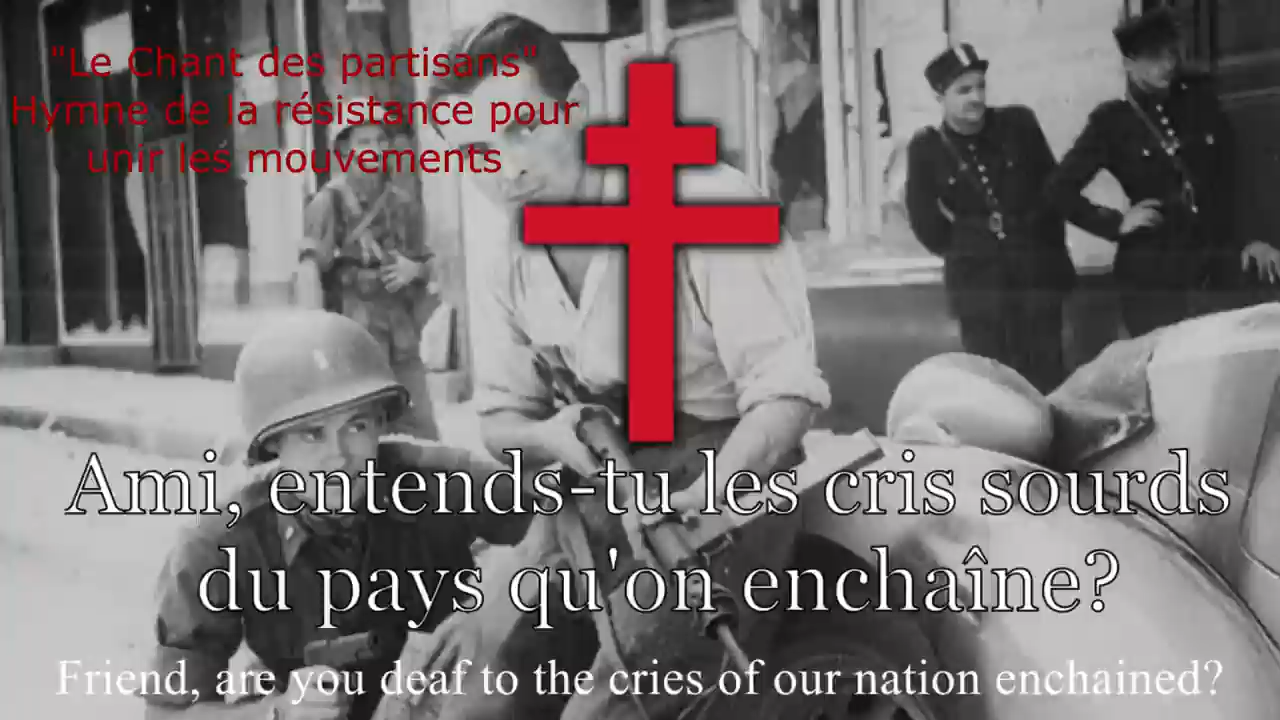 "Le Chant des partisans"
Hymne de la résistance pour
unir les mouvements
Ami, entends-tu les cris sourds
du pays qu'on enchaîne?
Friend, are you deaf to the cries of our nation enchained?